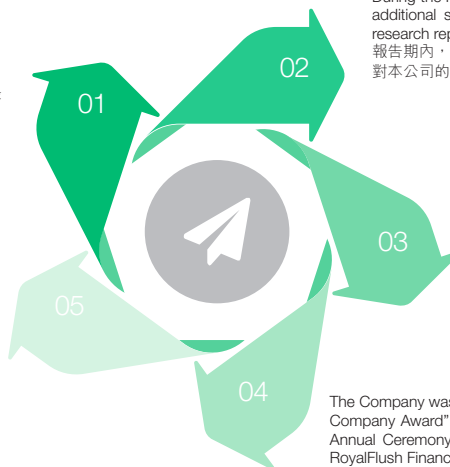 During the
additional s
research rep
報告期內，
對本公司的
02
01
03
05
04
The Company was
Company Award”
Annual Ceremony
RoyalFlush Financ